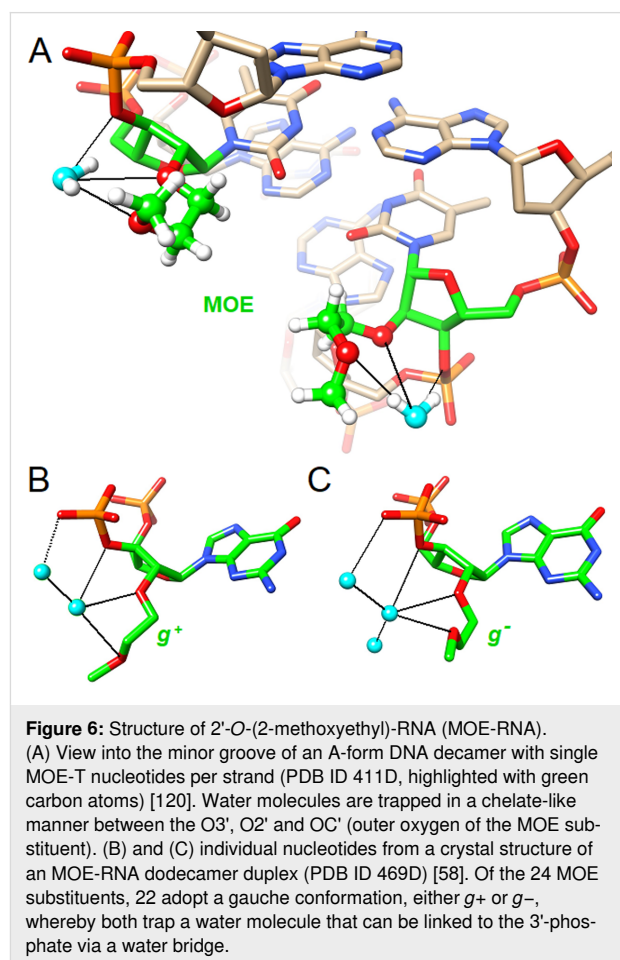 A
MOE
B
C
g+
g-
Figure 6: Structure of 2'-O-(2-methoxyethyl)-RNA (MOE-RNA).
(A) View into the minor groove of an A-form DNA decamer with single
MOE-T nucleotides per strand (PDB ID 411D, highlighted with green
carbon atoms) [120]. Water molecules are trapped in a chelate-like
manner between the O3', O2' and OC' (outer oxygen of the MOE sub-
stituent). (B) and (C) individual nucleotides from a crystal structure of
an MOE-RNA dodecamer duplex (PDB ID 469D) [58]. Of the 24 MOE
substituents, 22 adopt a gauche conformation, either g+ or g−,
whereby both trap a water molecule that can be linked to the 3'-phos-
phate via a water bridge.